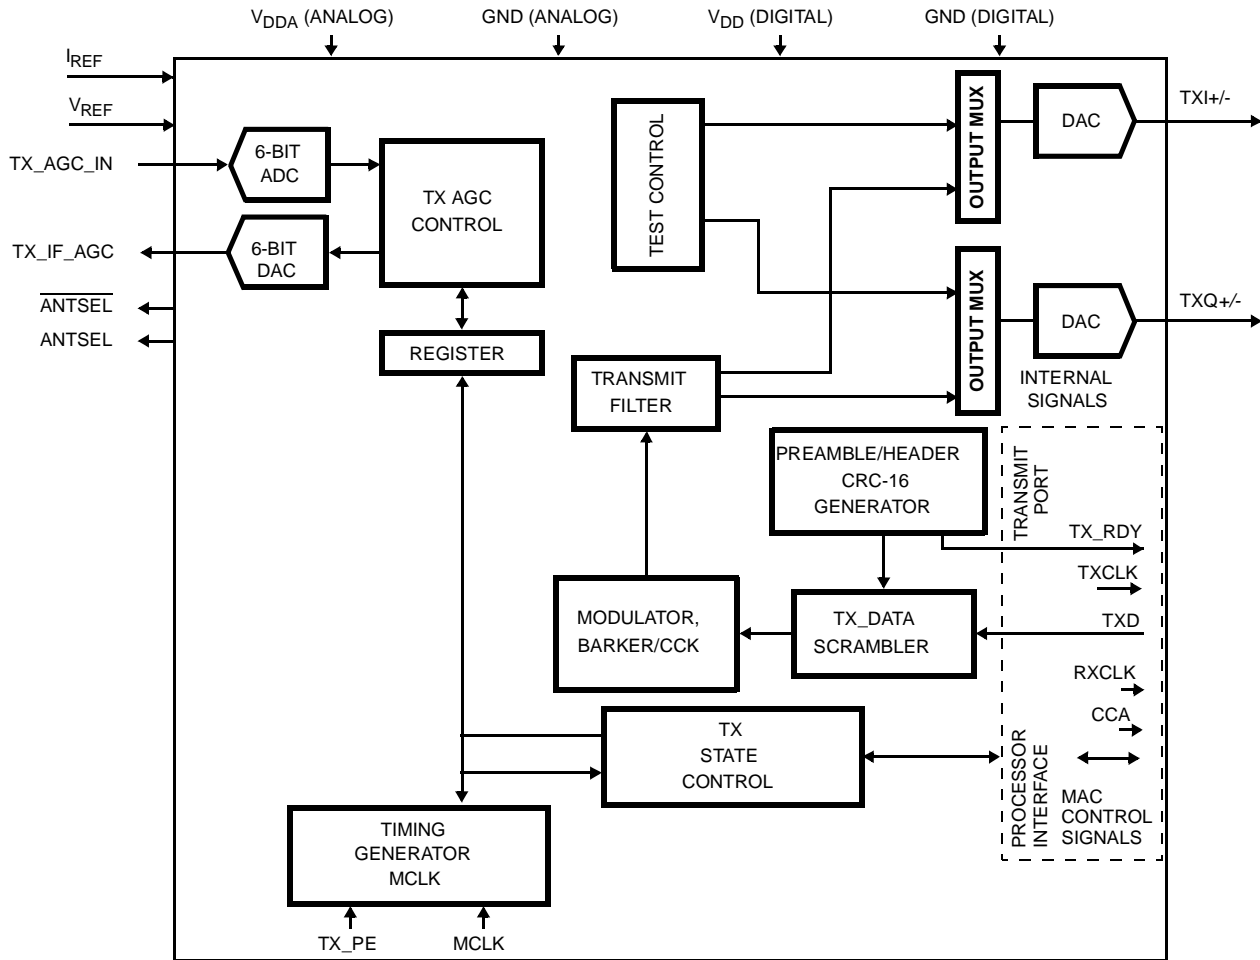 VDDA (ANALOG)
GND (ANALOG)
VDD (DIGITAL)
GND (DIGITAL)
IREF
VREF
TX_AGC_IN
TX_IF_AGC
ANTSEL
ANTSEL
6-BIT
ADC
6-BIT
DAC
TX AGC
CONTROL
REGISTER
TEST CONTROL
OUTPUT MUX
DAC
TXI+/-
OUTPUT MUX
DAC
TXQ+/-
INTERNAL
SIGNALS
TRANSMIT
FILTER
PREAMBLE/HEADER
CRC-16
GENERATOR
TRANSMIT
PORT
TX_RDY
TXCLK
TXD
MODULATOR,
BARKER/CCK
TX_DATA
SCRAMBLER
RXCLK
CCA
TX
STATE
CONTROL
PROCESSOR
INTERFACE
MAC
CONTROL
SIGNALS
TIMING
GENERATOR
MCLK
TX_PE
MCLK